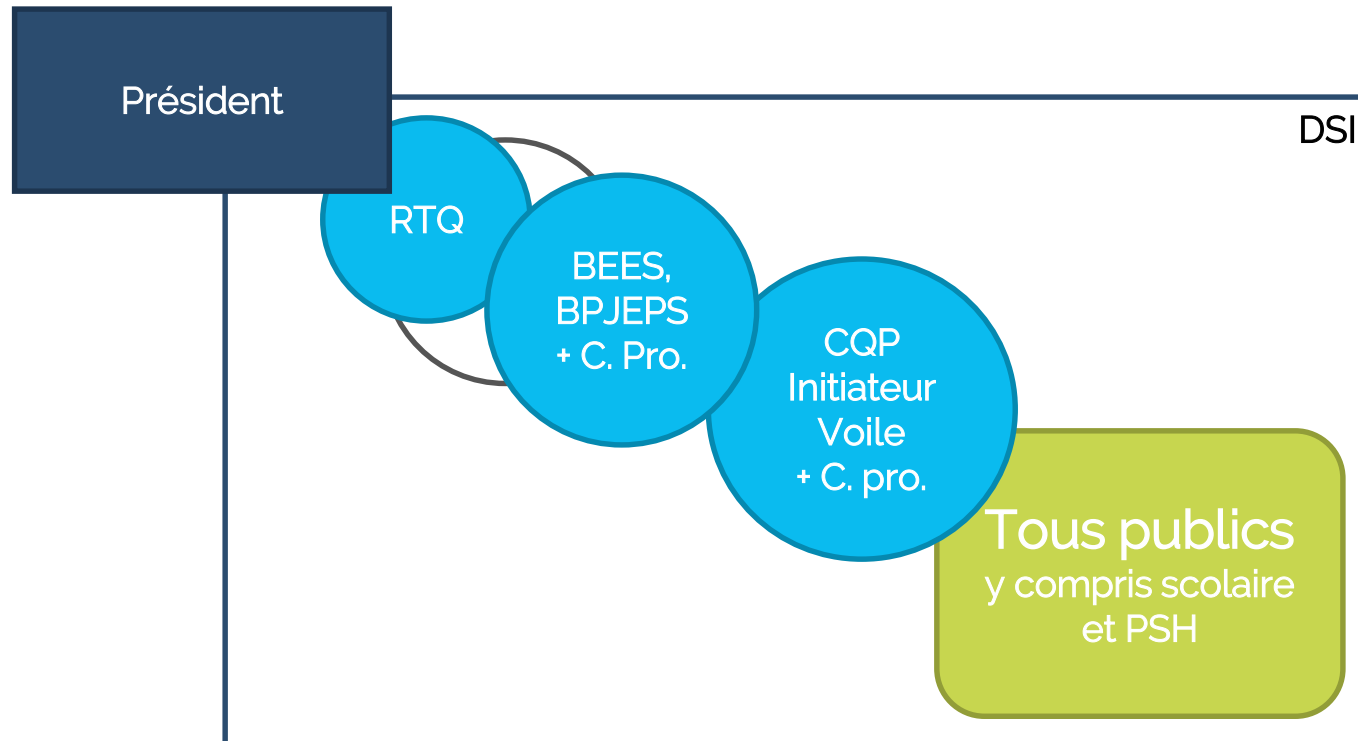 Président
DSI
RTQ
BEES,
BPJEPS
+ C. Pro.
CQP
Initiateur
Voile
+ C. pro.
Tous publics
y compris scolaire
et PSH